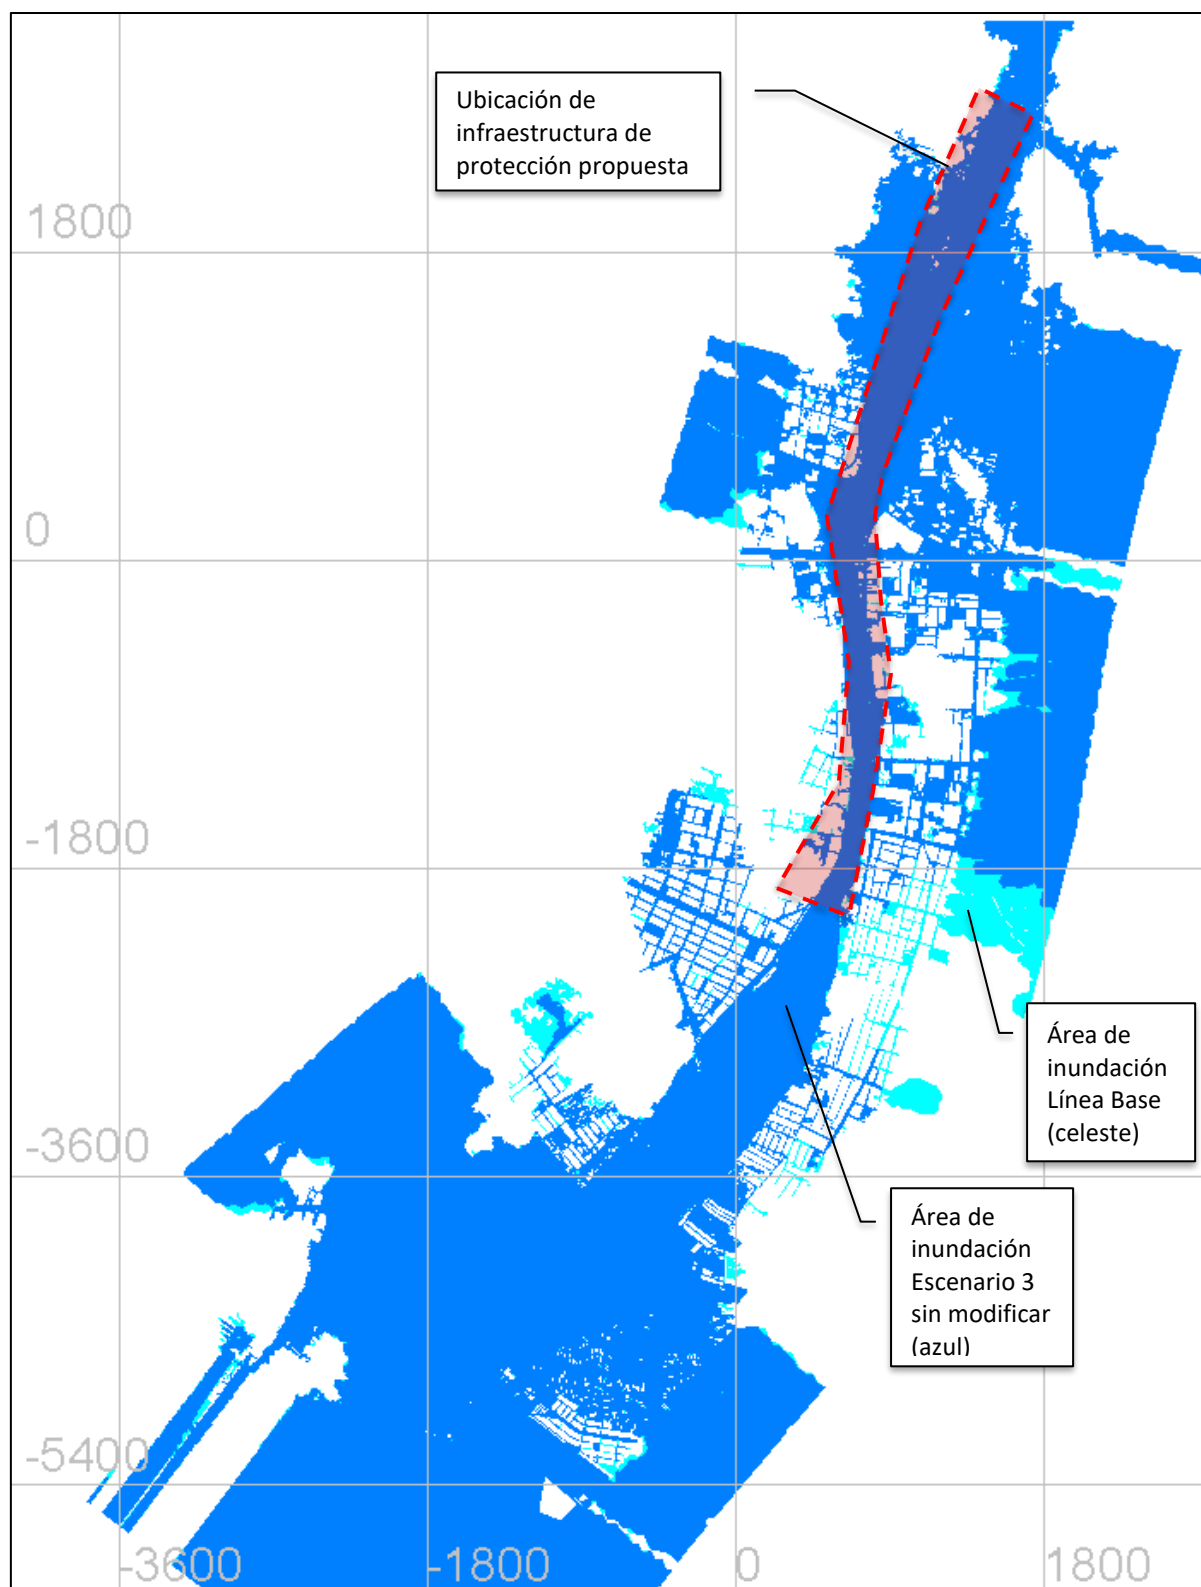 Ubicación de
infraestructura de
protección propuesta
1800
0
-1800
Área de
inundación
Línea Base
(celeste)
-3600
Área de
inundación
Escenario 3
sin modificar
(azul)
-5400
-3600
-1800
0
1800